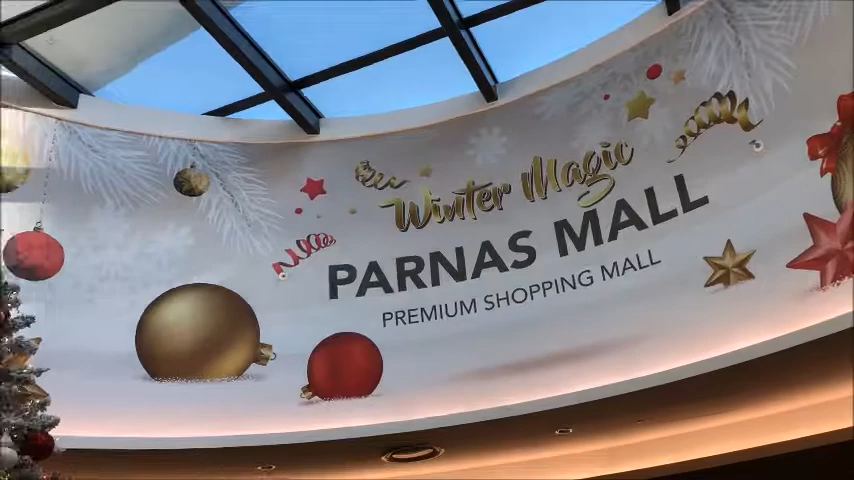 Winter Magic
PARNAS MALL
PREMIUM SHOPPING MALL